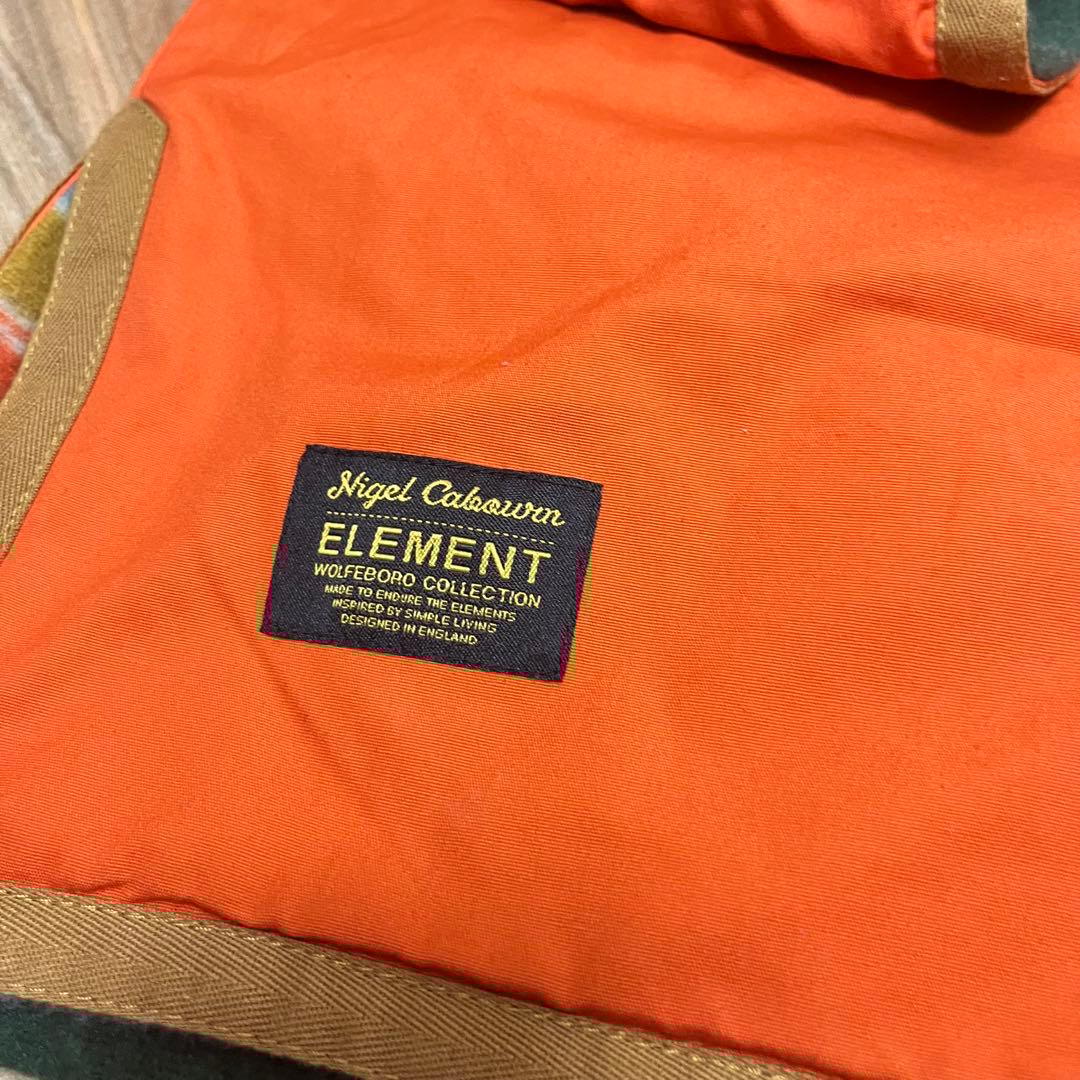 Nigel Cabourn
ELEMENT
WOLFEBORO COLLECTION
MADE TO ENDURE THE ELEMENTS
INSPIRED BY SIMPLE LIVING
DESIGNED IN ENGLAND